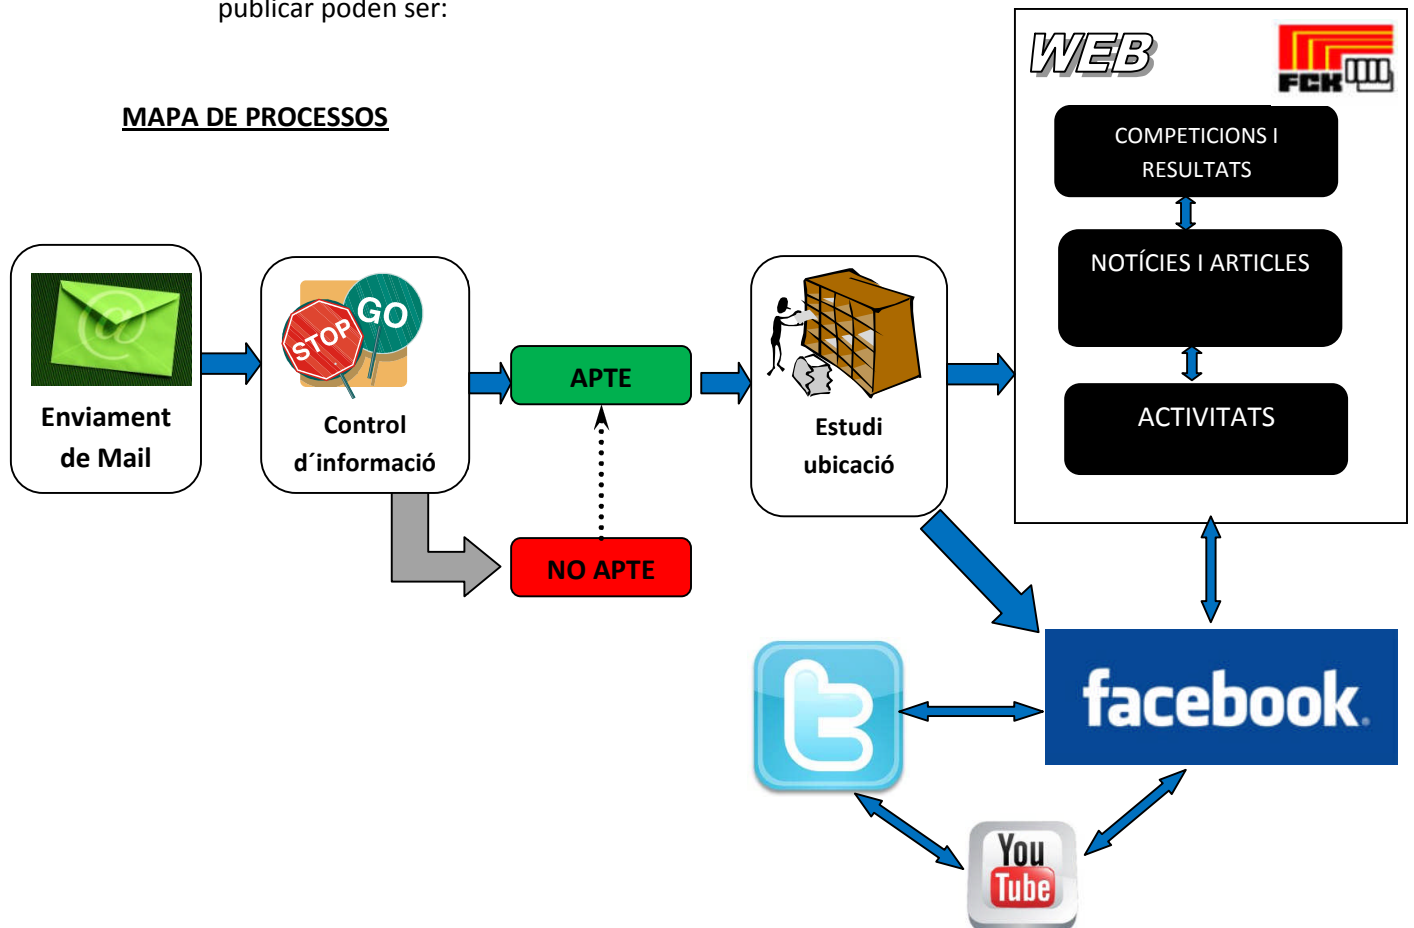 publicar poden ser:
MAPA DE PROCESSOS
WEB
FCK
COMPETICIONS I
RESULTATS
NOTÍCIES I ARTICLES
ACTIVITATS
@
Enviament
de Mail
STOP
GO
Control
d´informació
APTE
NO APTE
Estudi
ubicació
facebook.
t
You
Tube